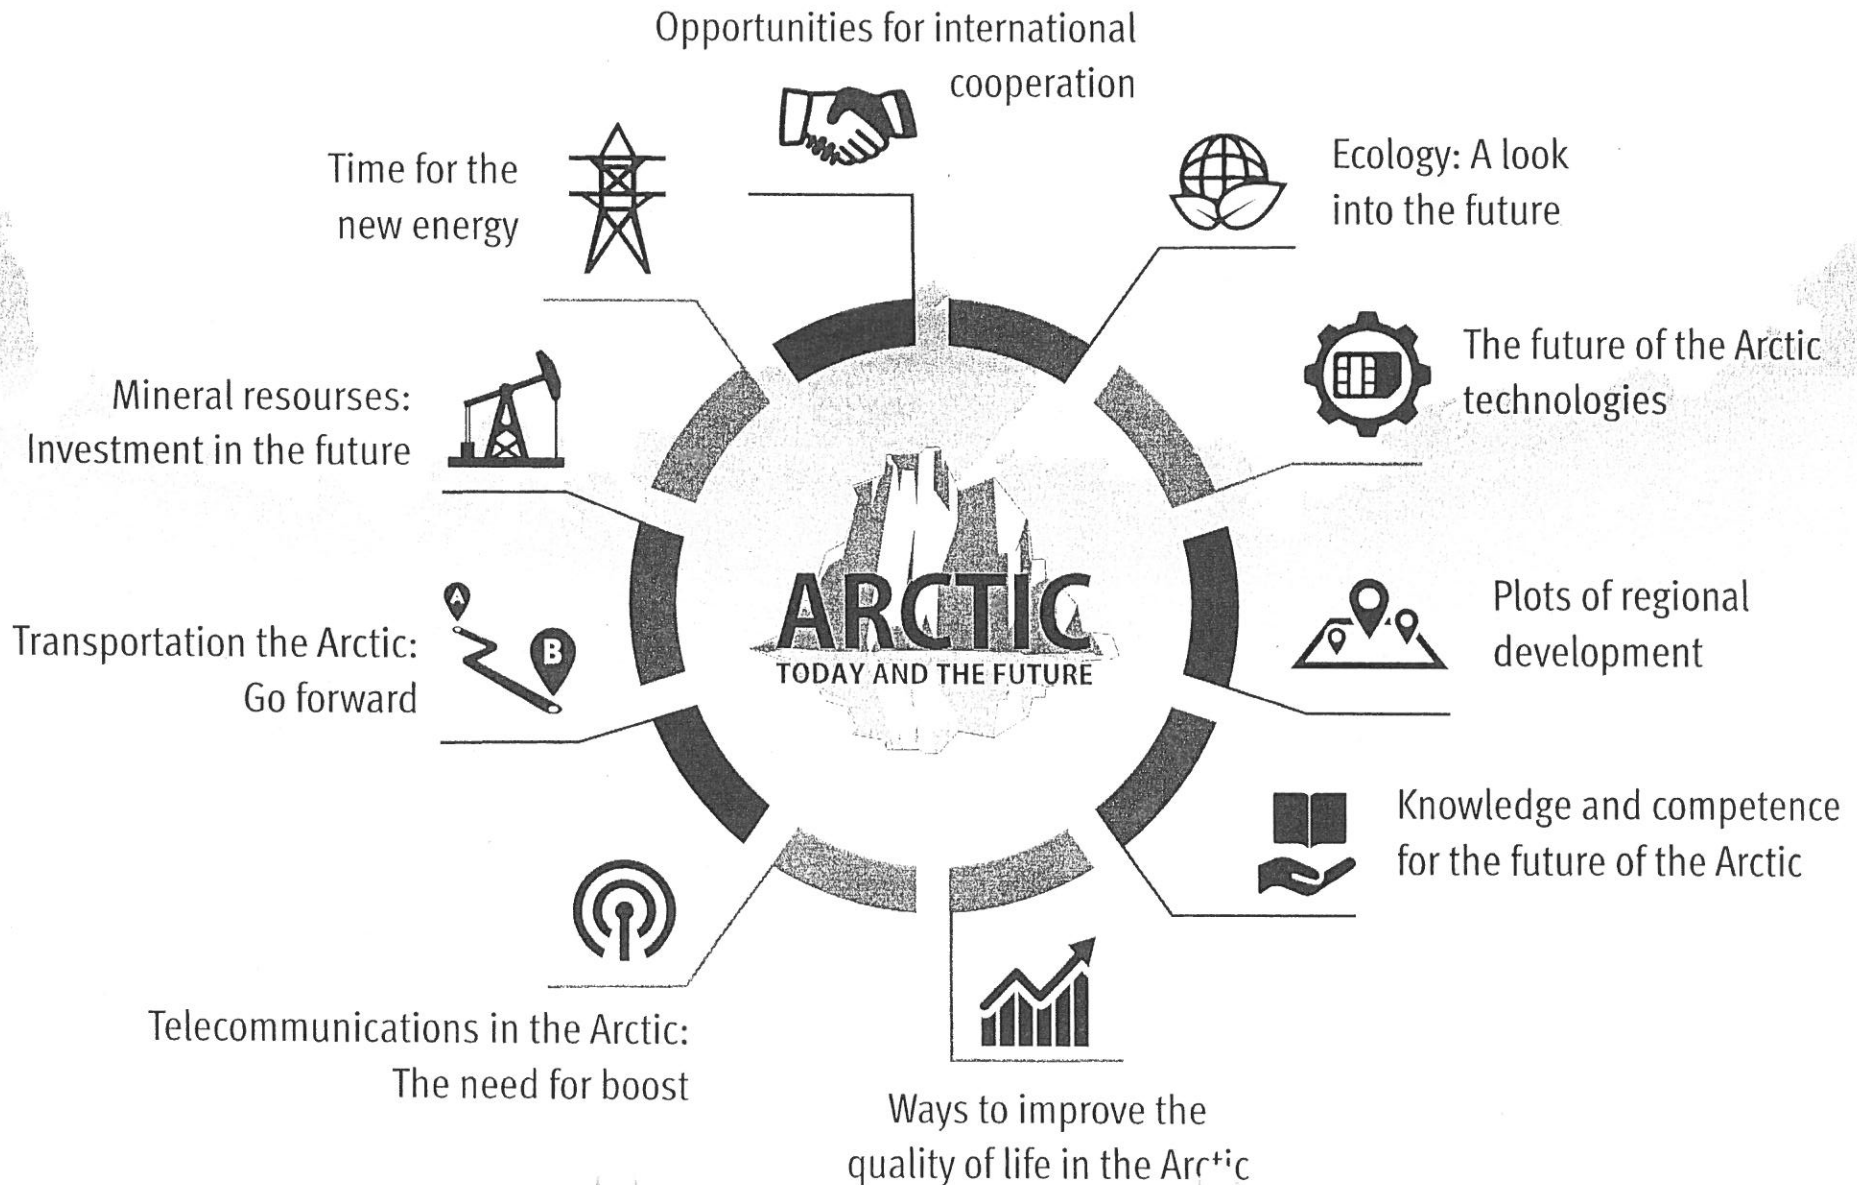 Opportunities for international
cooperation
Time for the
new energy
Ecology: A look
into the future
Mineral resourses:
Investment in the future
The future of the Arctic
technologies
A
B
Transportation the Arctic:
Go forward
ARCTIC
TODAY AND THE FUTURE
Plots of regional
development
Knowledge and competence
for the future of the Arctic
Telecommunications in the Arctic:
The need for boost
Ways to improve the
quality of life in the Arctic